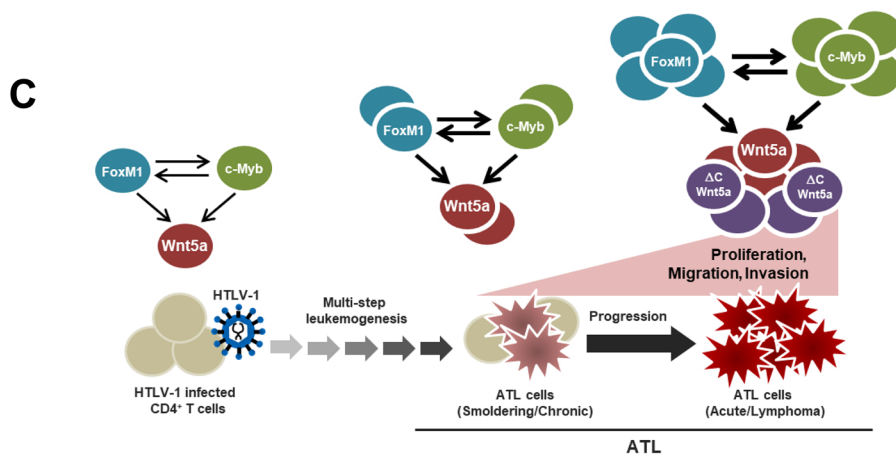 C
FoxM1
c-Myb
Wnt5a
FoxM1
c-Myb
Wnt5a
FoxM1
c-Myb
Wnt5a
ΔC
Wnt5a
ΔC
Wnt5a
Proliferation,
Migration, Invasion
HTLV-1
Multi-step
leukemogenesis
Progression
HTLV-1 infected
CD4⁺ T cells
ATL cells
(Smoldering/Chronic)
ATL cells
(Acute/Lymphoma)
ATL